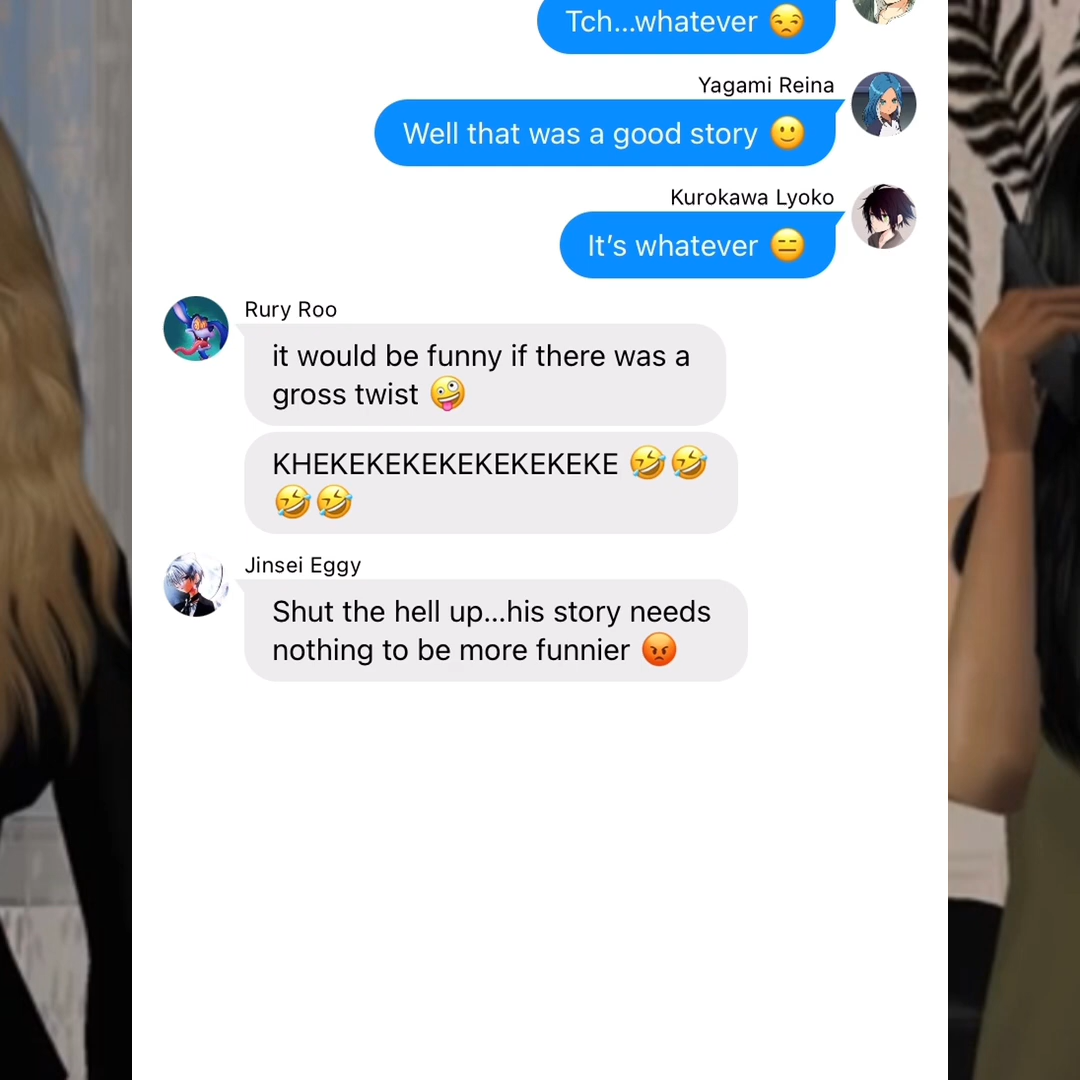 Tch...whatever 😒
Yagami Reina
Well that was a good story 🙂
Kurokawa Lyoko
It's whatever 😑
Rury Roo
it would be funny if there was a
gross twist 🤪
KHEKEKEKEKEKEKEKEKE 🤣🤣
🤣🤣
Jinsei Eggy
Shut the hell up...his story needs
nothing to be more funnier 😡